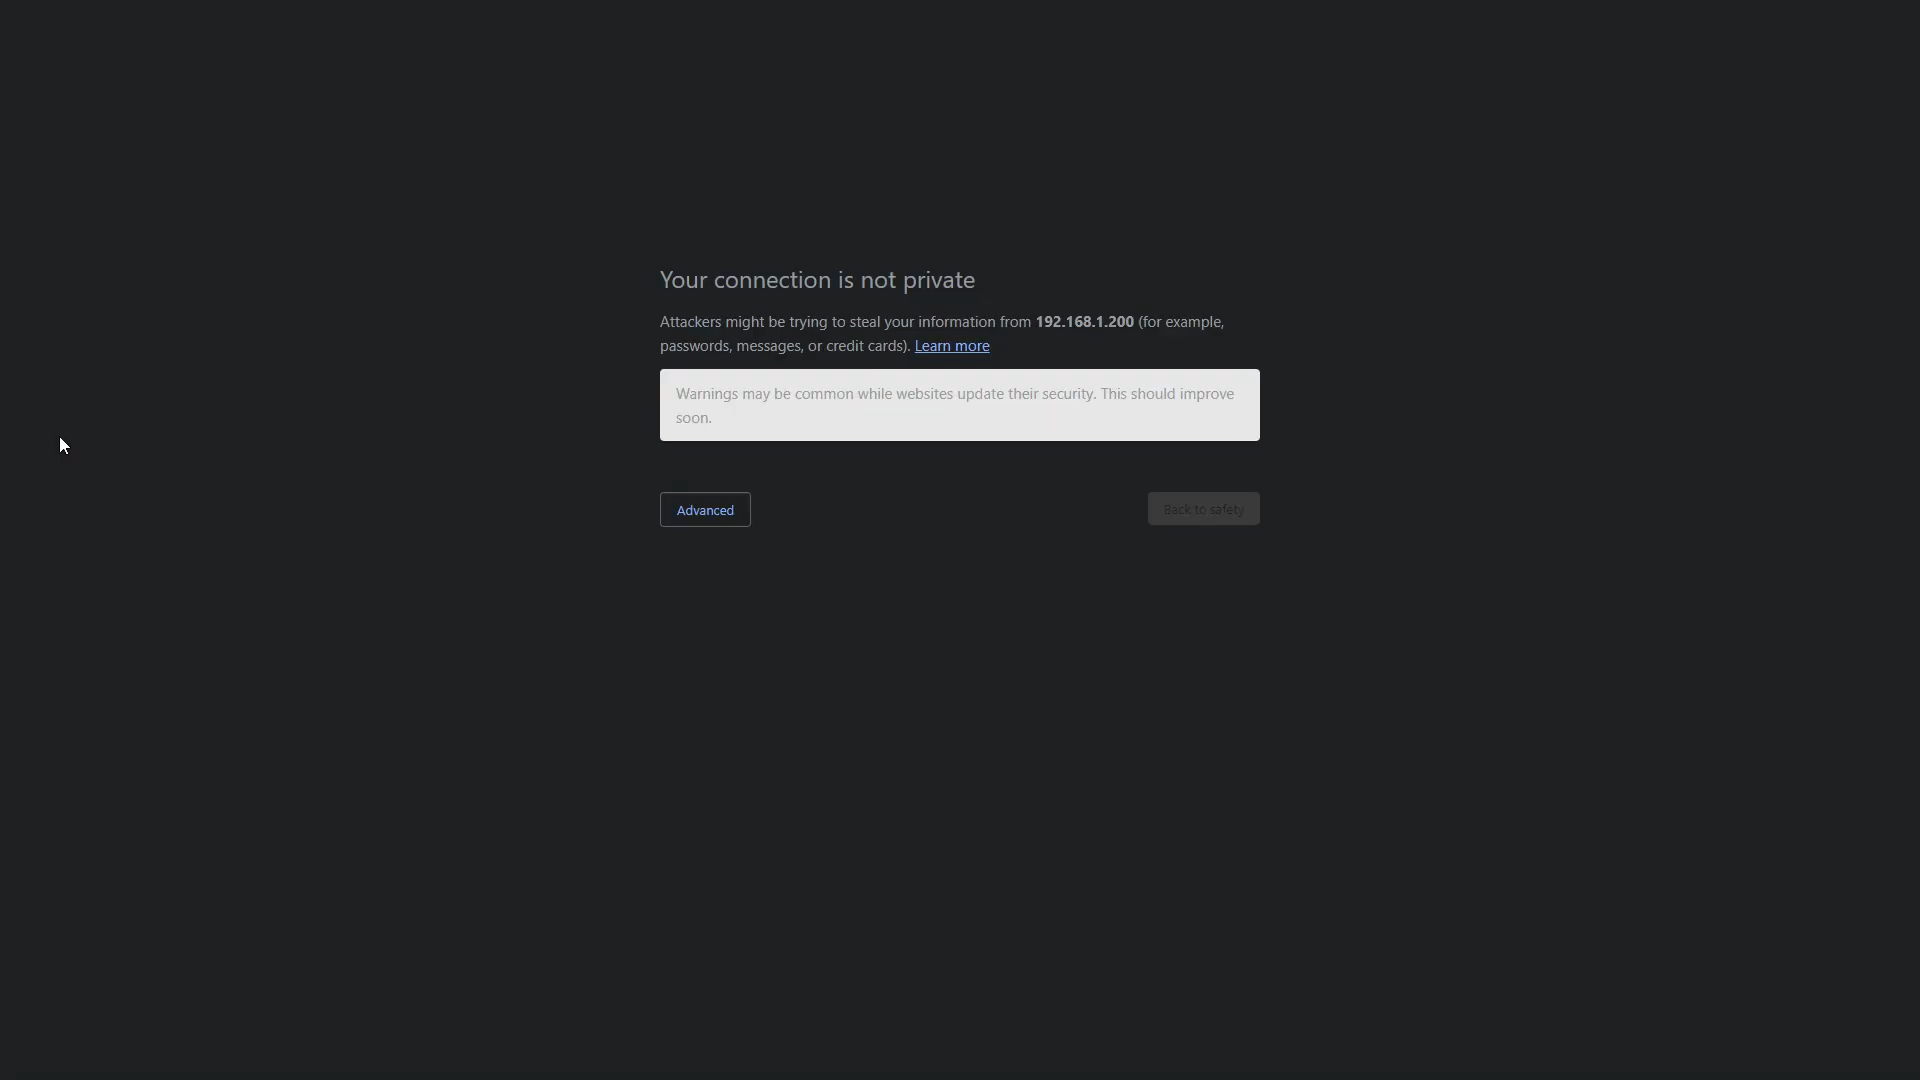 Your connection is not private
Attackers might be trying to steal your information from 192.168.1.200 (for example,
passwords, messages, or credit cards). Learn more
Warnings may be common while websites update their security. This should improve
soon.
Advanced
Back to safety